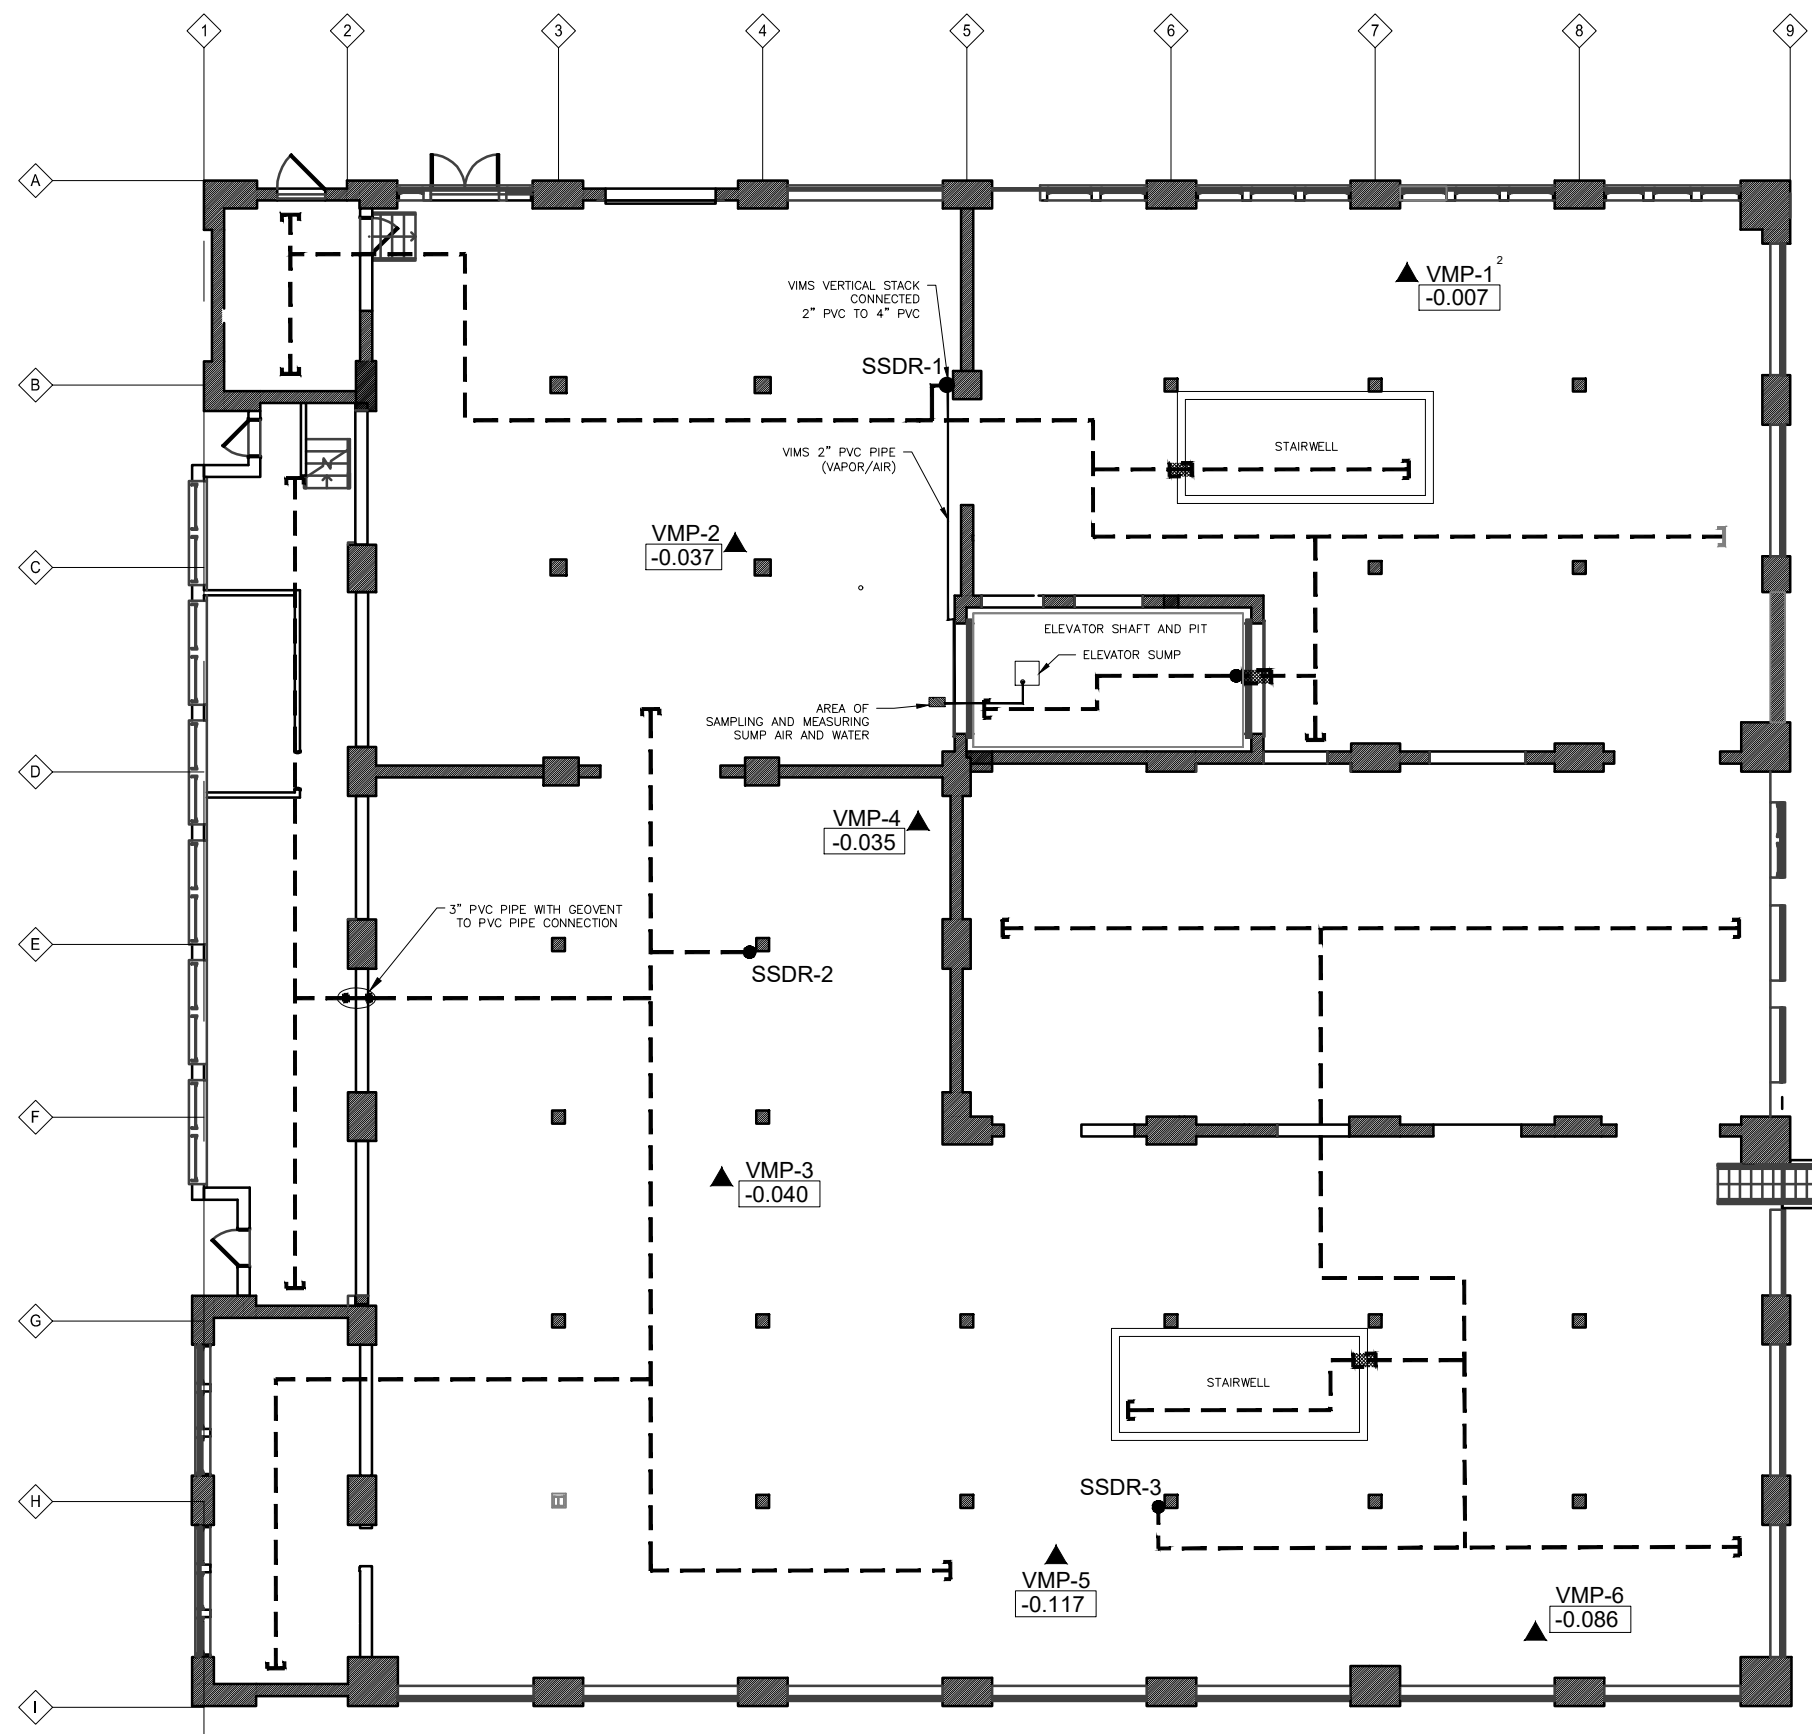 1
2
3
4
5
6
7
8
9
A
B
C
D
E
F
G
H
I
VIMS VERTICAL STACK
CONNECTED
2" PVC TO 4" PVC
VMP-1 2
-0.007
SSDR-1
STAIRWELL
VIMS 2" PVC PIPE
(VAPOR/AIR)
VMP-2
-0.037
ELEVATOR SHAFT AND PIT
ELEVATOR SUMP
AREA OF
SAMPLING AND MEASURING
SUMP AIR AND WATER
VMP-4
-0.035
3" PVC PIPE WITH GEOVENT
TO PVC PIPE CONNECTION
SSDR-2
VMP-3
-0.040
STAIRWELL
SSDR-3
VMP-5
-0.117
VMP-6
-0.086